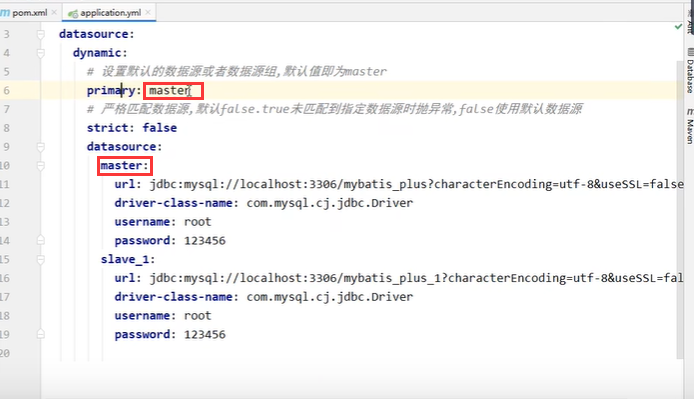 pom.xml
application.yml
3 datasource:
4 dynamic:
5 # 设置默认的数据源或者数据源组,默认值即为master
6 primary: master
7 # 严格匹配数据源,默认false.true未匹配到指定数据源时抛异常,false使用默认数据源
8 strict: false
9 datasource:
10 master:
11 url: jdbc:mysql://localhost:3306/mybatis_plus?characterEncoding=utf-8&useSSL=false
12 driver-class-name: com.mysql.cj.jdbc.Driver
13 username: root
14 password: 123456
15 slave_1:
16 url: jdbc:mysql://localhost:3306/mybatis_plus_1?characterEncoding=utf-8&useSSL=fal
17 driver-class-name: com.mysql.cj.jdbc.Driver
18 username: root
19 password: 123456
20
Ant
Database
Maven